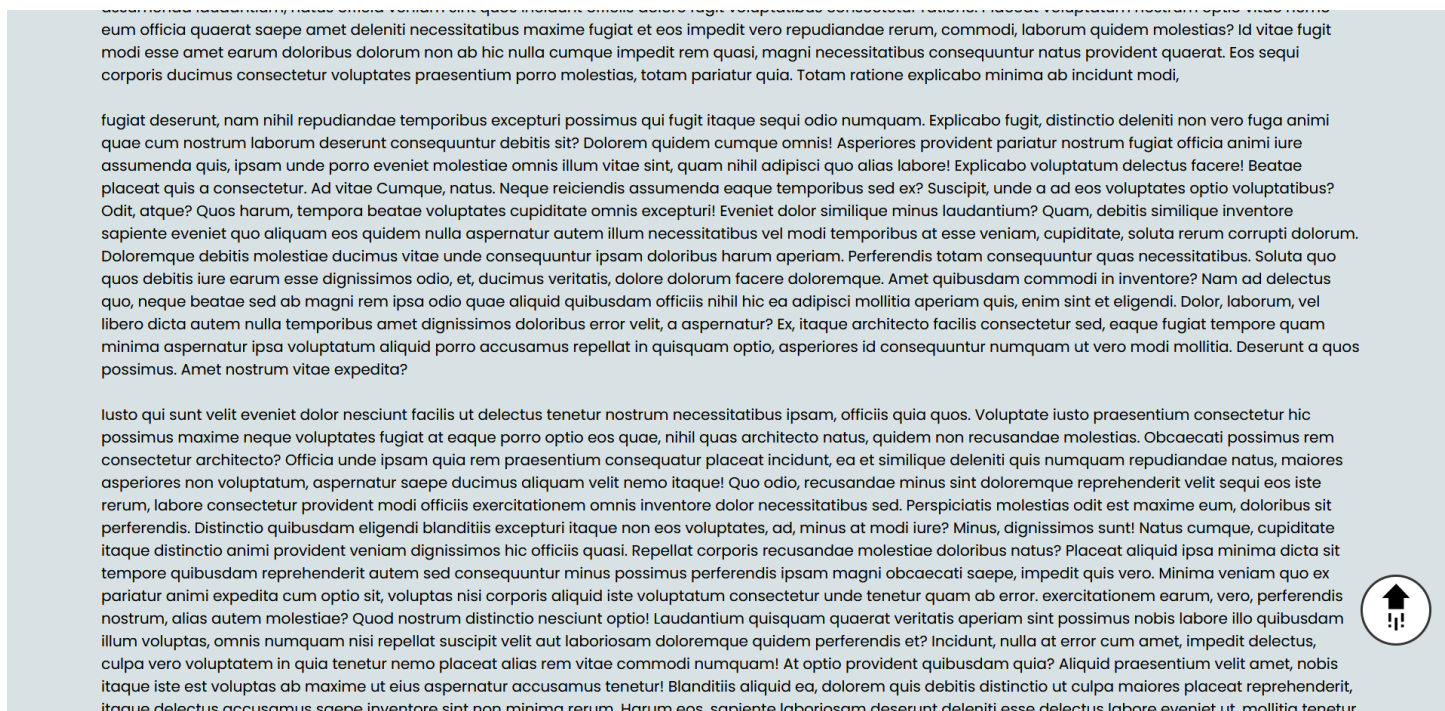 eum officia quaerat saepe amet deleniti necessitatibus maxime fugiat et eos impedit vero repudiandae rerum, commodi, laborum quidem molestias? Id vitae fugit
modi esse amet earum doloribus dolorum non ab hic nulla cumque impedit rem quasi, magni necessitatibus consequuntur natus provident quaerat. Eos sequi
corporis ducimus consectetur voluptates praesentium porro molestias, totam pariatur quia. Totam ratione explicabo minima ab incidunt modi,
fugiat deserunt, nam nihil repudiandae temporibus excepturi possimus qui fugit itaque sequi odio numquam. Explicabo fugit, distinctio deleniti non vero fuga animi
quae cum nostrum laborum deserunt consequuntur debitis sit? Dolorem quidem cumque omnis! Asperiores provident pariatur nostrum fugiat officia animi iure
assumenda quis, ipsam unde porro eveniet molestiae omnis illum vitae sint, quam nihil adipisci quo alias labore! Explicabo voluptatum delectus facere! Beatae
placeat quis a consectetur. Ad vitae Cumque, natus. Neque reiciendis assumenda eaque temporibus sed ex? Suscipit, unde a ad eos voluptates optio voluptatibus?
Odit, atque? Quos harum, tempora beatae voluptates cupiditate omnis excepturi! Eveniet dolor similique minus laudantium? Quam, debitis similique inventore
sapiente eveniet quo aliquam eos quidem nulla aspernatur autem illum necessitatibus vel modi temporibus at esse veniam, cupiditate, soluta rerum corrupti dolorum.
Doloremque debitis molestiae ducimus vitae unde consequuntur ipsam doloribus harum aperiam. Perferendis totam consequuntur quas necessitatibus. Soluta quo
quos debitis iure earum esse dignissimos odio, et, ducimus veritatis, dolore dolorum facere doloremque. Amet quibusdam commodi in inventore? Nam ad delectus
quo, neque beatae sed ab magni rem ipsa odio quae aliquid quibusdam officiis nihil hic ea adipisci mollitia aperiam quis, enim sint et eligendi. Dolor, laborum, vel
libero dicta autem nulla temporibus amet dignissimos doloribus error velit, a aspernatur? Ex, itaque architecto facilis consectetur sed, eaque fugiat tempore quam
minima aspernatur ipsa voluptatum aliquid porro accusamus repellat in quisquam optio, asperiores id consequuntur numquam ut vero modi mollitia. Deserunt a quos
possimus. Amet nostrum vitae expedita?
Iusto qui sunt velit eveniet dolor nesciunt facilis ut delectus tenetur nostrum necessitatibus ipsam, officiis quia quos. Voluptate iusto praesentium consectetur hic
possimus maxime neque voluptates fugiat at eaque porro optio eos quae, nihil quas architecto natus, quidem non recusandae molestias. Obcaecati possimus rem
consectetur architecto? Officia unde ipsam quia rem praesentium consequatur placeat incidunt, ea et similique deleniti quis numquam repudiandae natus, maiores
asperiores non voluptatum, aspernatur saepe ducimus aliquam velit nemo itaque! Quo odio, recusandae minus sint doloremque reprehenderit velit sequi eos iste
rerum, labore consectetur provident modi officiis exercitationem omnis inventore dolor necessitatibus sed. Perspiciatis molestias odit est maxime eum, doloribus sit
perferendis. Distinctio quibusdam eligendi blanditiis excepturi itaque non eos voluptates, ad, minus at modi iure? Minus, dignissimos sunt! Natus cumque, cupiditate
itaque distinctio animi provident veniam dignissimos hic officiis quasi. Repellat corporis recusandae molestiae doloribus natus? Placeat aliquid ipsa minima dicta sit
tempore quibusdam reprehenderit autem sed consequuntur minus possimus perferendis ipsam magni obcaecati saepe, impedit quis vero. Minima veniam quo ex
pariatur animi expedita cum optio sit, voluptas nisi corporis aliquid iste voluptatum consectetur unde tenetur quam ab error. exercitationem earum, vero, perferendis
nostrum, alias autem molestiae? Quod nostrum distinctio nesciunt optio! Laudantium quisquam quaerat veritatis aperiam sint possimus nobis labore illo quibusdam
illum voluptas, omnis numquam nisi repellat suscipit velit aut laboriosam doloremque quidem perferendis et? Incidunt, nulla at error cum amet, impedit delectus,
culpa vero voluptatem in quia tenetur nemo placeat alias rem vitae commodi numquam! At optio provident quibusdam quia? Aliquid praesentium velit amet, nobis
itaque iste est voluptas ab maxime ut eius aspernatur accusamus tenetur! Blanditiis aliquid ea, dolorem quis debitis distinctio ut culpa maiores placeat reprehenderit,
itaque delectus accusamus saepe inventore sint non minima rerum. Harum eos, sapiente laboriosam deserunt deleniti esse delectus labore eveniet ut, mollitia tenetur